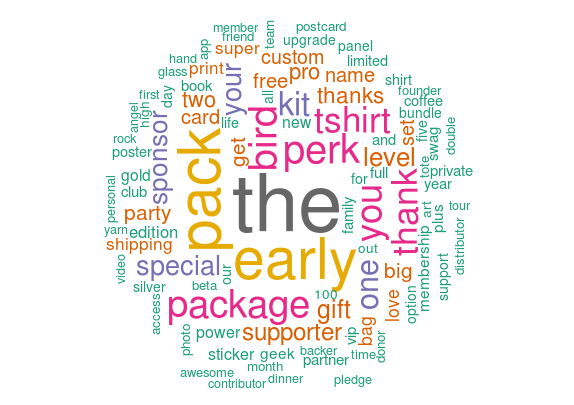 member
postcard
friend
team
upgrade
panel
app
super
hand
custom
limited
glass
print
pro
name
shirt
free
book
your
founder
first
day
two
all
kit
thanks
coffee
angel
high
card
bird
new
tshirt
bundle
sponsor
life
set
five
swag
double
rock
pack
get
perk
and
level
poster
gold
the
for
full
thank
tote
private
personal
club
family
you
year
party
art
plus
tour
yarn
edition
membership
shipping
early
out
distributor
video
special
our
one
big
support
silver
beta
100
option
access
package
gift
love
photo
power
supporter
vip
bag
donor
sticker
geek
backer
partner
time
month
awesome
contributor
dinner
pledge